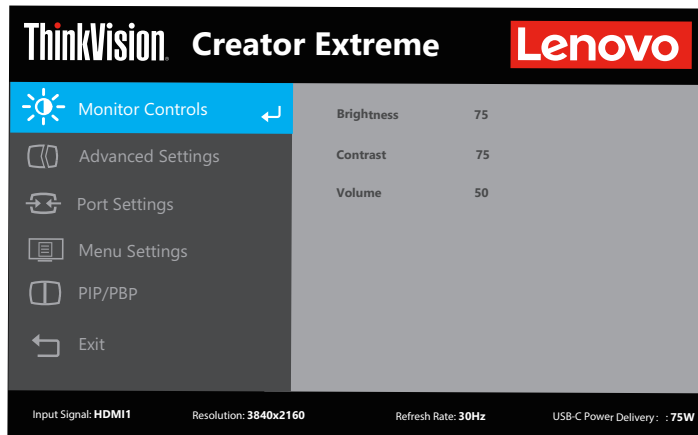 ThinkVision. Creator Extreme Lenovo
Monitor Controls
Advanced Settings
Port Settings
Menu Settings
PIP/PBP
Exit
Brightness 75
Contrast 75
Volume 50
Input Signal: HDMI1 Resolution: 3840x2160 Refresh Rate: 30Hz USB-C Power Delivery: : 75W